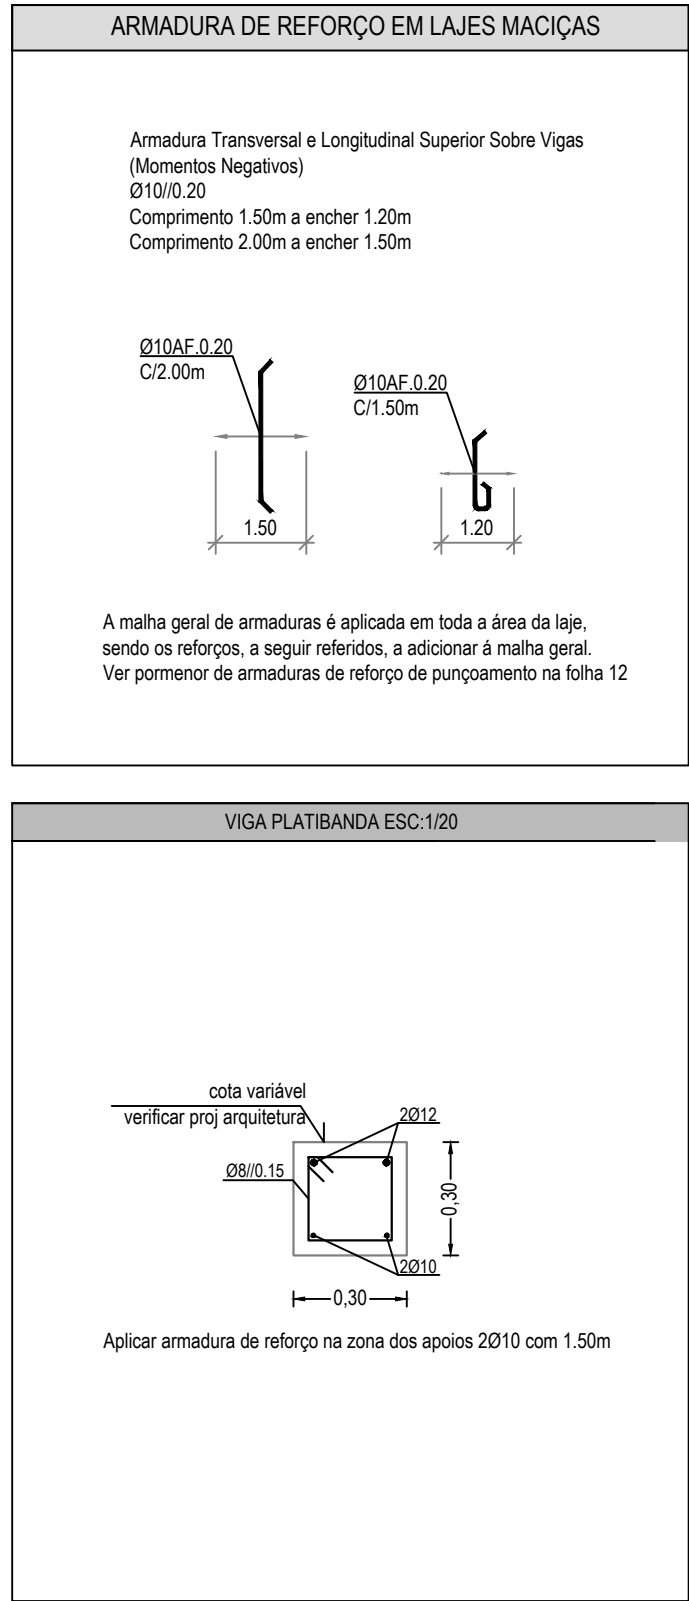 ARMADURA DE REFORÇO EM LAJES MACIÇAS
Armadura Transversal e Longitudinal Superior Sobre Vigas
(Momentos Negativos)
Ø10//0.20
Comprimento 1.50m a encher 1.20m
Comprimento 2.00m a encher 1.50m
Ø10AF.0.20
C/2.00m
Ø10AF.0.20
C/1.50m
1.50
1.20
A malha geral de armaduras é aplicada em toda a área da laje,
sendo os reforços, a seguir referidos, a adicionar á malha geral.
Ver pormenor de armaduras de reforço de punçoamento na folha 12
VIGA PLATIBANDA ESC:1/20
cota variável
verificar proj arquitetura
2Ø12
Ø8//0.15
0,30
2Ø10
0,30
Aplicar armadura de reforço na zona dos apoios 2Ø10 com 1.50m